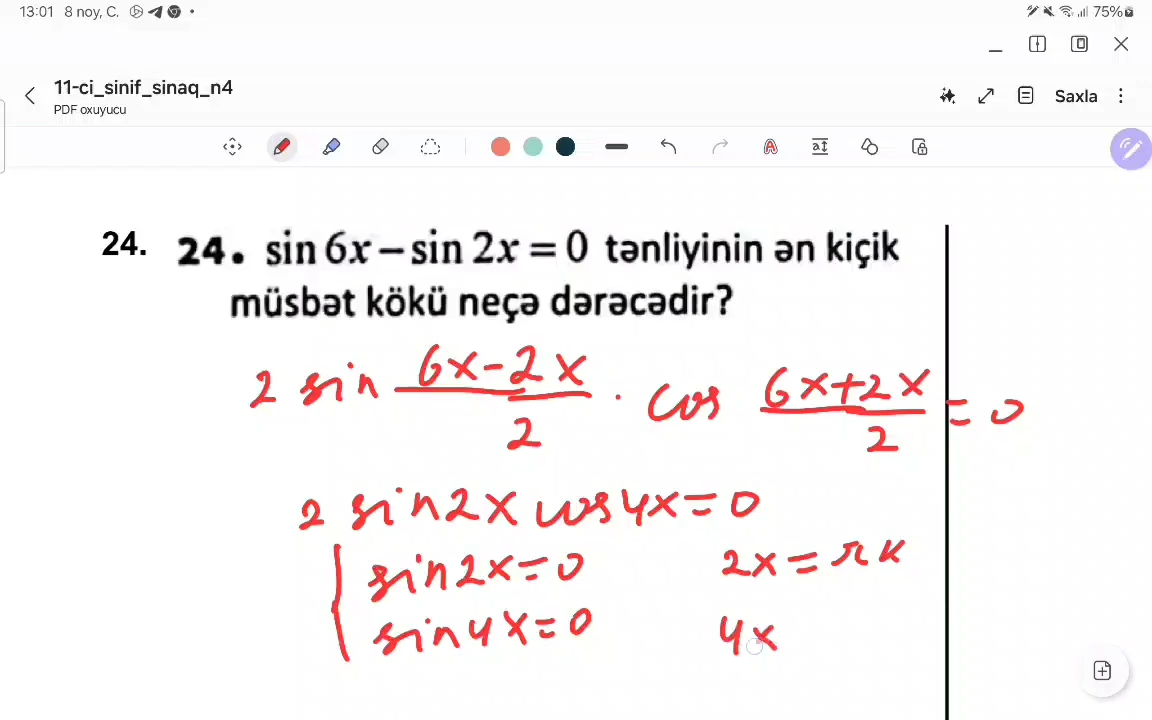 13:01 8 noy, C. 75%
11-ci_sinif_sinaq_n4
PDF oxuyucu
Saxla
24. 24. sin 6x – sin 2x = 0 tənliyinin ən kiçik
müsbət kökü neçə dərəcədir?
2 sin (6x-2x)/2 · cos (6x+2x)/2 = 0
2 sin2x cos4x=0
sin2x=0 2x=πk
sin4x=0 4x